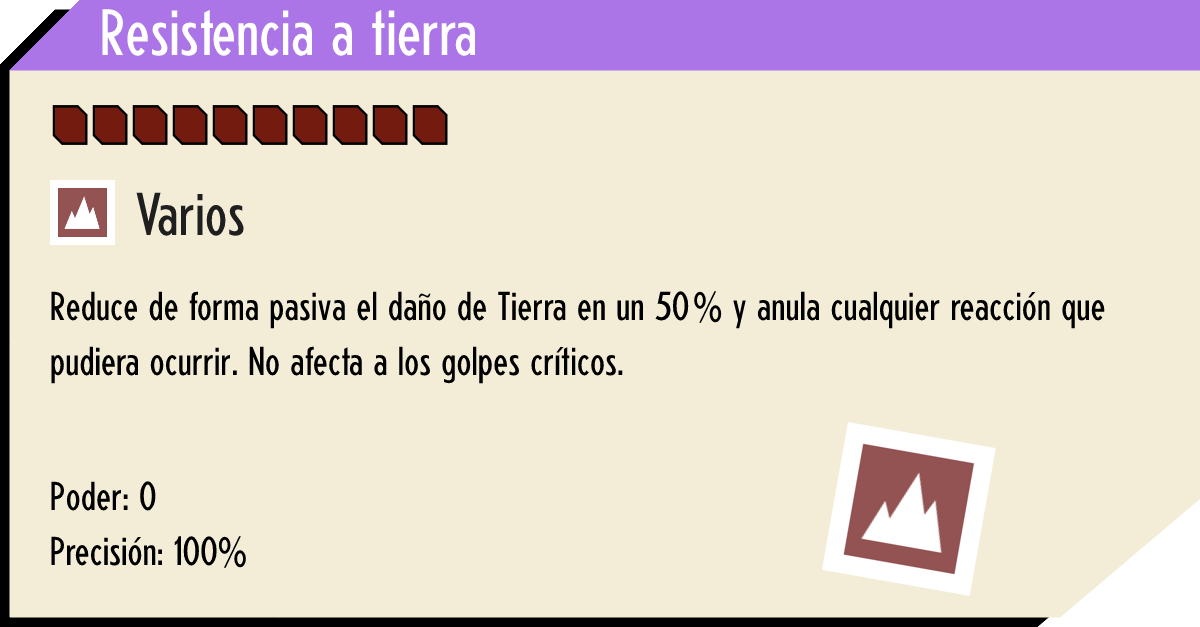 Resistencia a tierra
Varios
Reduce de forma pasiva el daño de Tierra en un 50% y anula cualquier reacción que
pudiera ocurrir. No afecta a los golpes críticos.
Poder: 0
Precisión: 100%